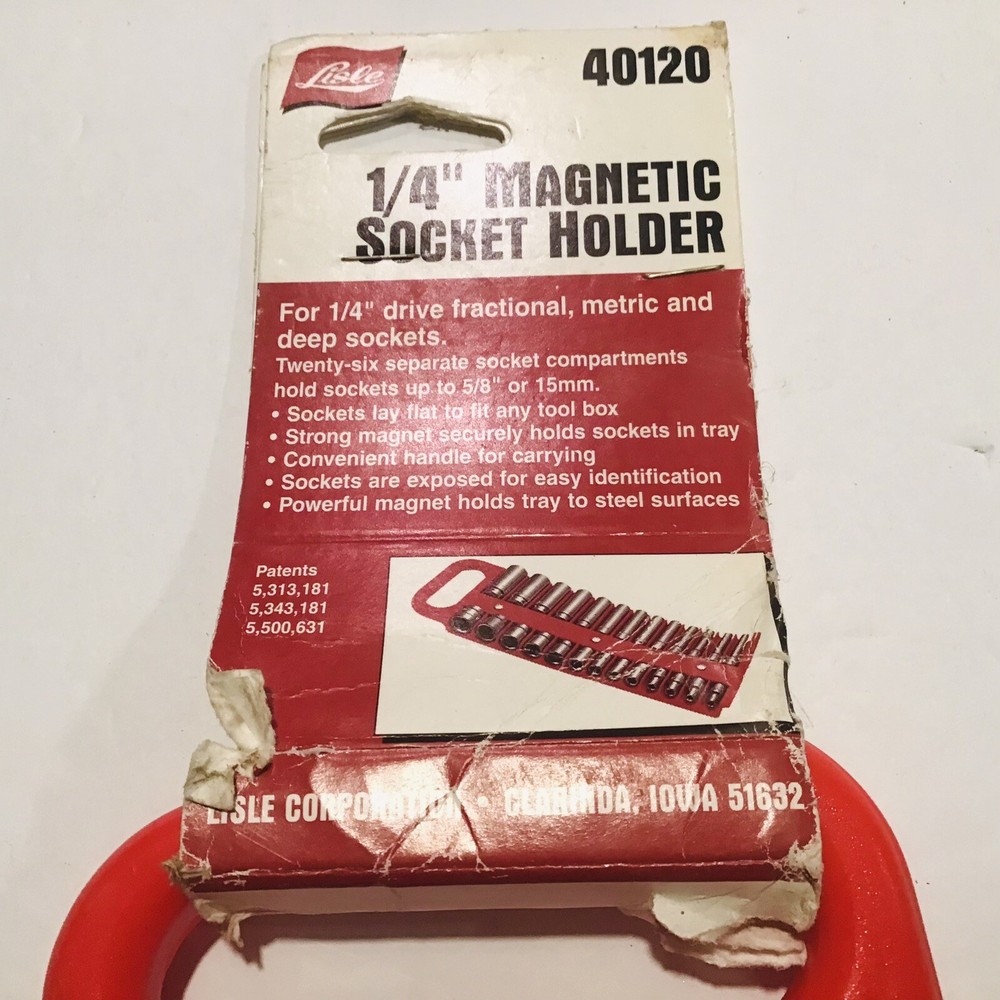 Lisle
40120
1/4" MAGNETIC
SOCKET HOLDER
For 1/4" drive fractional, metric and
deep sockets.
Twenty-six separate socket compartments
hold sockets up to 5/8" or 15mm.
• Sockets lay flat to fit any tool box
• Strong magnet securely holds sockets in tray
• Convenient handle for carrying
• Sockets are exposed for easy identification
• Powerful magnet holds tray to steel surfaces
Patents
5,313,181
5,343,181
5,500,631
LISLE CORPORATION • CLARINDA, IOWA 51632